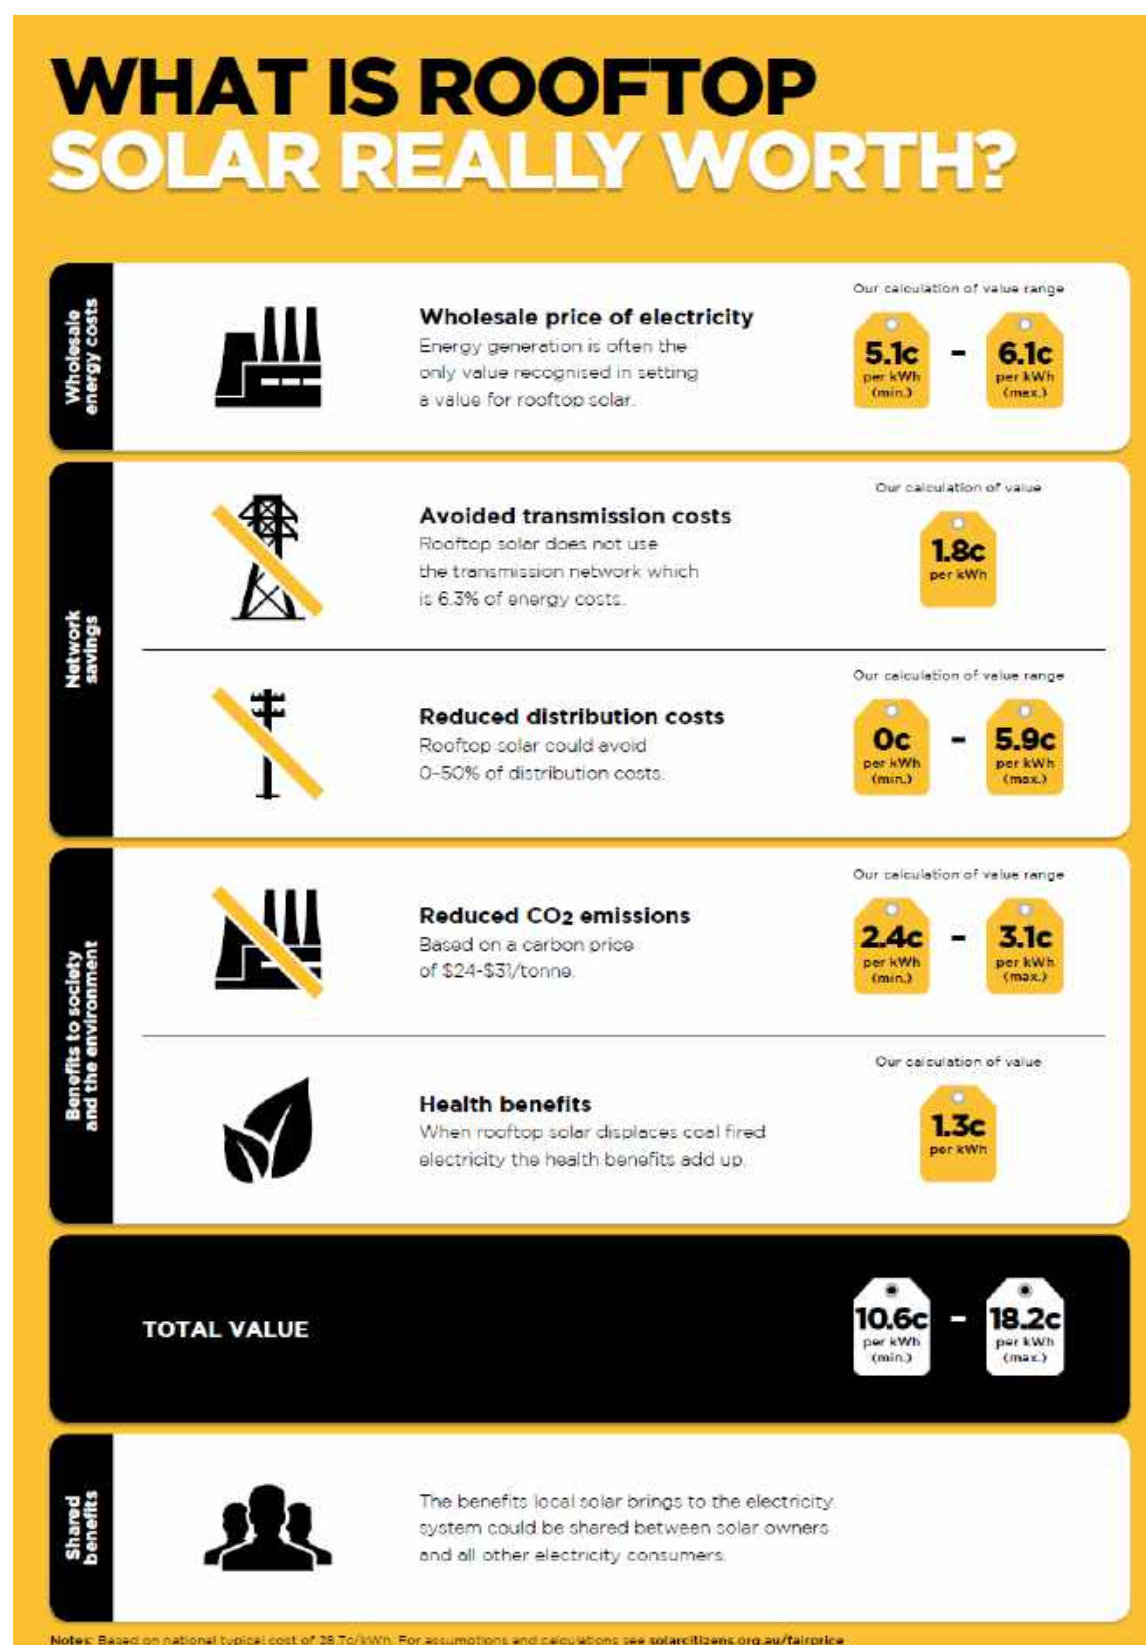 WHAT IS ROOFTOP
SOLAR REALLY WORTH?
Wholesale
energy costs
Wholesale price of electricity
Energy generation is often the
only value recognised in setting
a value for rooftop solar.
Our calculation of value range
5.1c
per kWh
(min.)
-
6.1c
per kWh
(max.)
Network
savings
Avoided transmission costs
Rooftop solar does not use
the transmission network which
is 6.3% of energy costs.
Our calculation of value
1.8c
per kWh
Reduced distribution costs
Rooftop solar could avoid
0-50% of distribution costs.
Our calculation of value range
0c
per kWh
(min.)
-
5.9c
per kWh
(max.)
Benefits to society
and the environment
Reduced CO2 emissions
Based on a carbon price
of $24-$31/tonne.
Our calculation of value range
2.4c
per kWh
(min.)
-
3.1c
per kWh
(max.)
Health benefits
When rooftop solar displaces coal fired
electricity the health benefits add up.
Our calculation of value
1.3c
per kWh
TOTAL VALUE
10.6c
per kWh
(min.)
-
18.2c
per kWh
(max.)
Shared
benefits
The benefits local solar brings to the electricity
system could be shared between solar owners
and all other electricity consumers.
Notes: Based on national typical cost of 28.7c/kWh. For assumptions and calculations see solarcitizens.org.au/fairprice